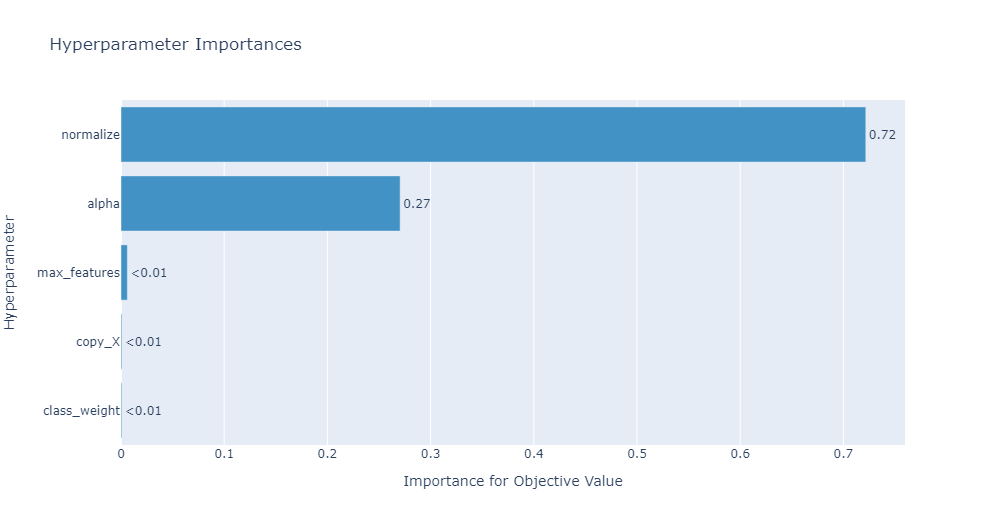 Hyperparameter Importances
Hyperparameter
normalize 0.72
alpha 0.27
max_features <0.01
copy_X <0.01
class_weight <0.01
0 0.1 0.2 0.3 0.4 0.5 0.6 0.7
Importance for Objective Value